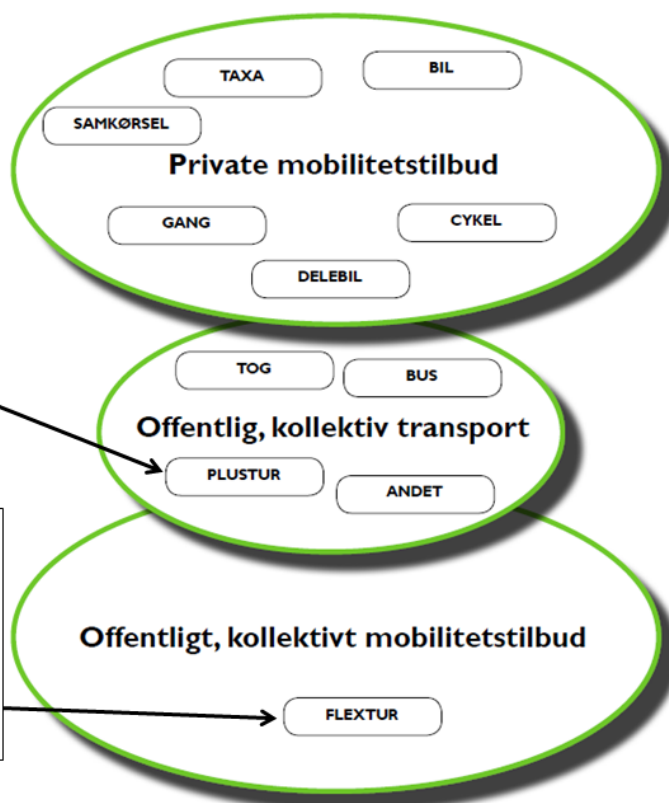 TAXA
BIL
SAMKØRSEL
Private mobilitetstilbud
GANG
CYKEL
DELEBIL
TOG
BUS
Offentlig, kollektiv transport
PLUSTUR
ANDET
Offentligt, kollektivt mobilitetstilbud
FLEXTUR